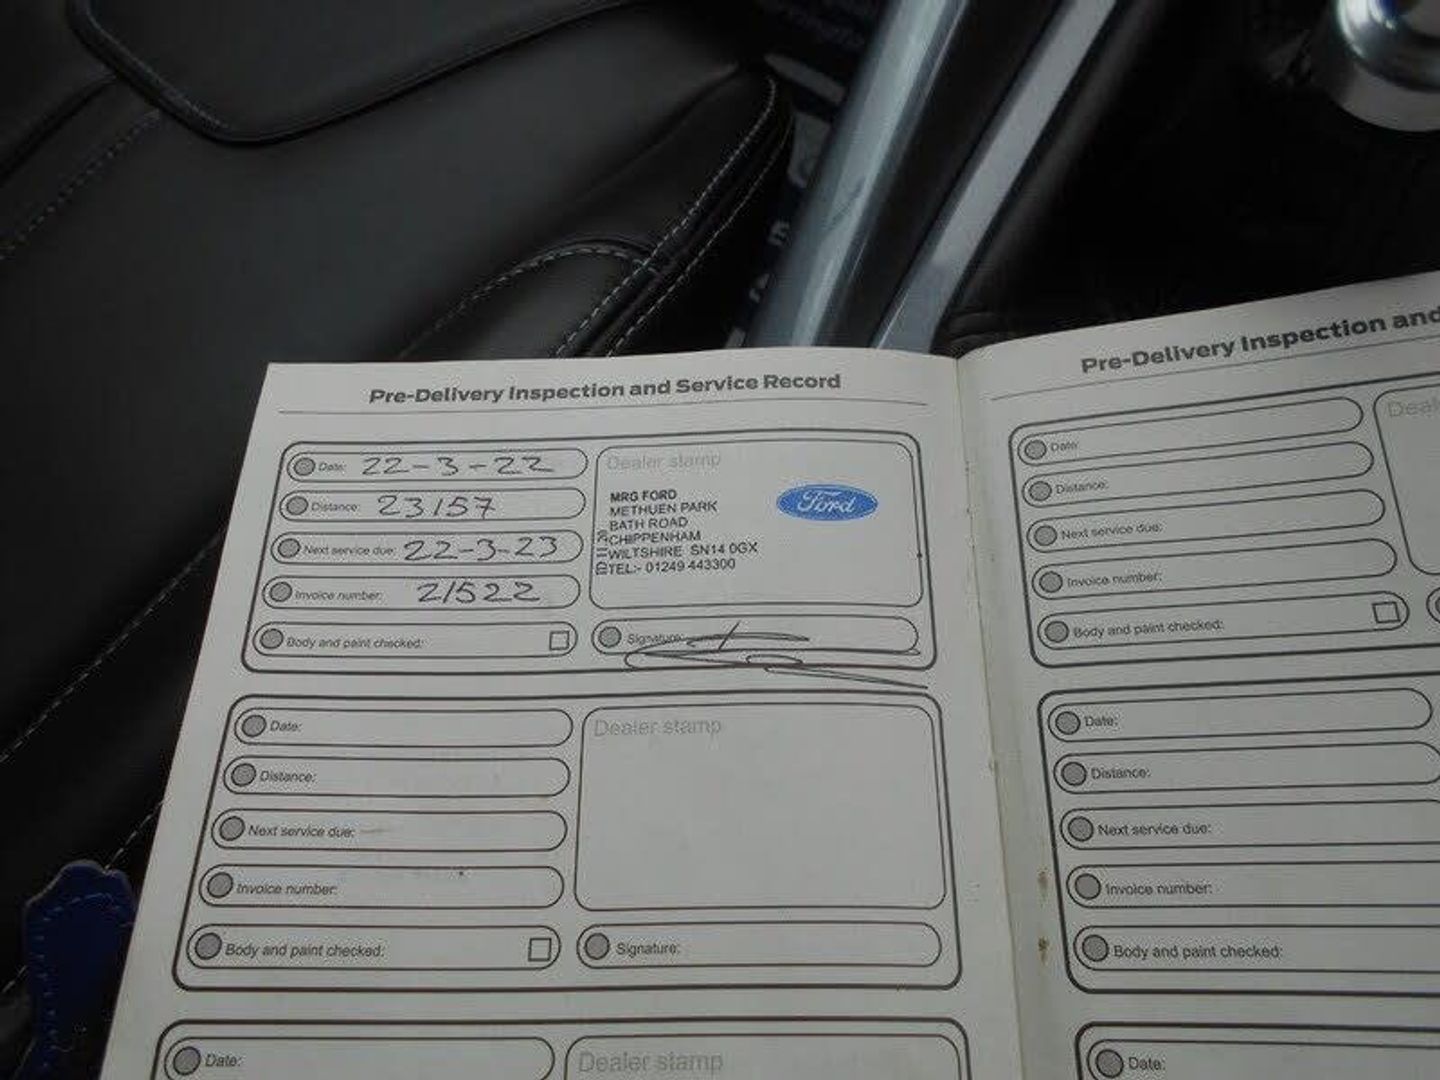 Pre-Delivery Inspection and Service Record
Date: 22-3-22
Distance: 23157
Next service due: 22-3-23
Invoice number: 21522
Body and paint checked:
Dealer stamp
MRG FORD
METHUEN PARK
BATH ROAD
CHIPPENHAM
WILTSHIRE SN14 0GX
TEL:- 01249 443300
Ford
Signature:
Date:
Distance:
Next service due:
Invoice number:
Body and paint checked:
Dealer stamp
Signature:
Date:
Dealer stamp
Pre-Delivery Inspection and
Date:
Distance:
Next service due:
Invoice number:
Body and paint checked:
Date:
Distance:
Next service due:
Invoice number:
Body and paint checked:
Date: